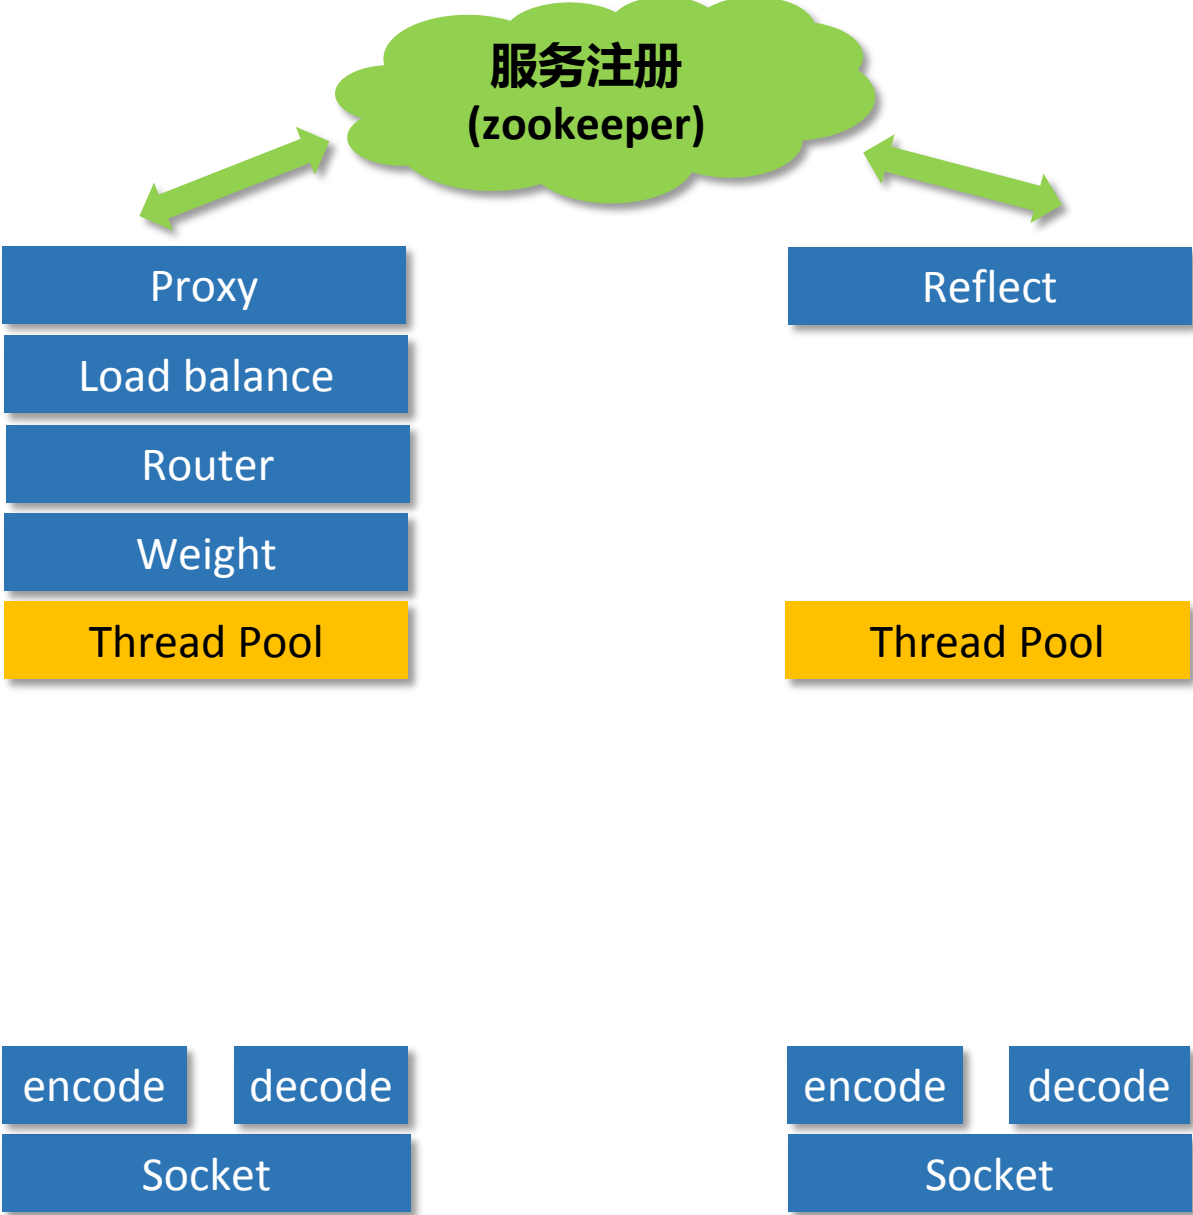 服务注册
(zookeeper)
Proxy
Reflect
Load balance
Router
Weight
Thread Pool
Thread Pool
encode
decode
encode
decode
Socket
Socket